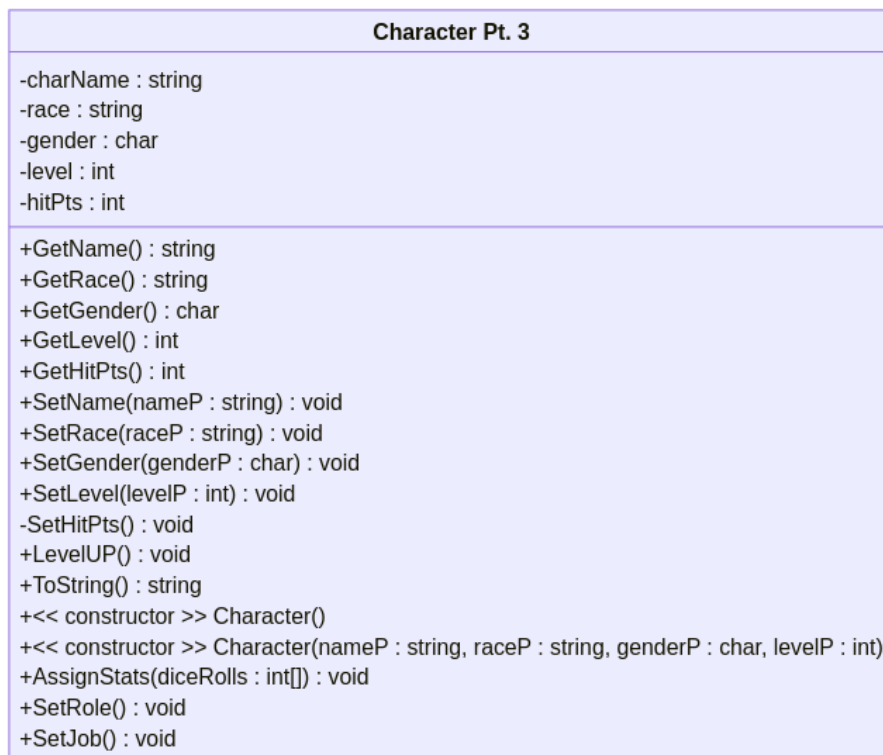 Character Pt. 3
-charName : string
-race : string
-gender : char
-level : int
-hitPts : int
+GetName() : string
+GetRace() : string
+GetGender() : char
+GetLevel() : int
+GetHitPts() : int
+SetName(nameP : string) : void
+SetRace(raceP : string) : void
+SetGender(genderP : char) : void
+SetLevel(levelP : int) : void
-SetHitPts() : void
+LevelUP() : void
+ToString() : string
+<< constructor >> Character()
+<< constructor >> Character(nameP : string, raceP : string, genderP : char, levelP : int)
+AssignStats(diceRolls : int[]) : void
+SetRole() : void
+SetJob() : void